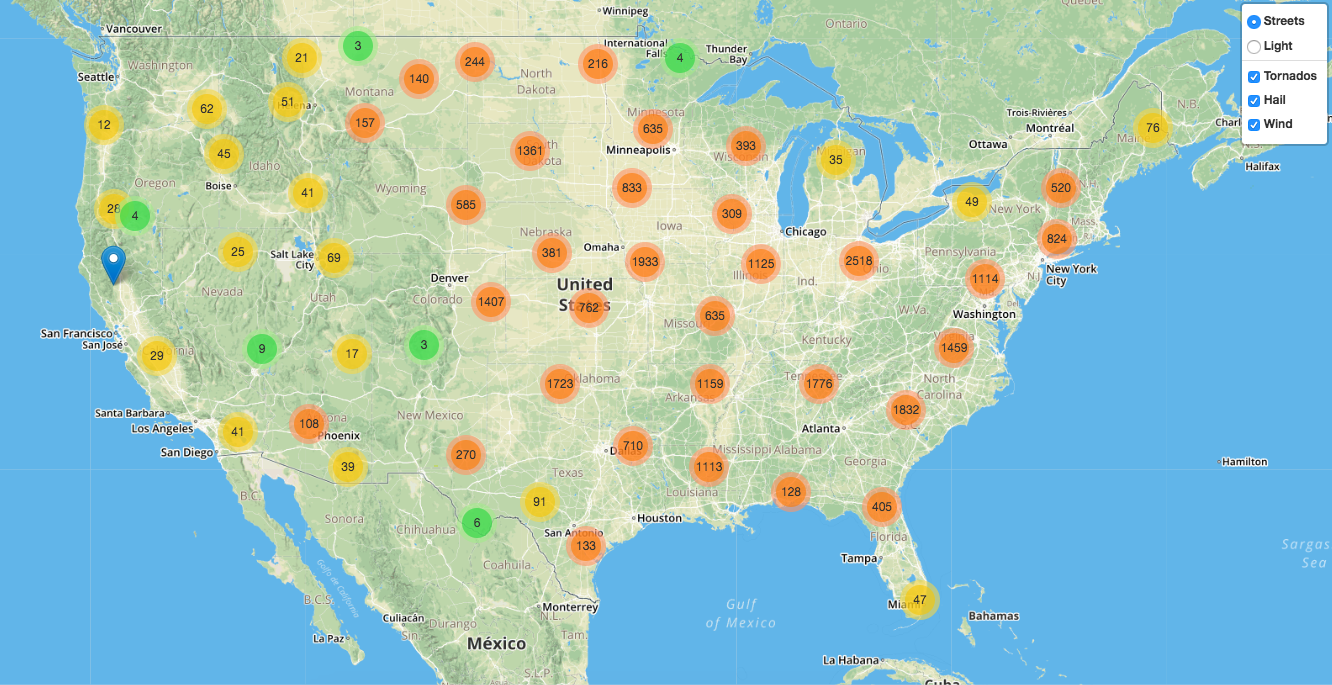 Winnipeg
Québec
Ontario
Streets
Vancouver
Light
International
Falls
Thunder
Bay
3
21
244
216
4
Washington
Seattle
140
North
Dakota
Tornados
Montana
Hail
Wind
51
62
Trois-Rivières
N.B.
12
157
Minnesota
635
Montréal
76
Halifax
Minneapolis
393
Wisconsin
Ottawa
45
Idaho
1361
35
Oregon
Boise
41
Wyoming
833
520
N.H.
28
4
585
309
49
New York
Mass.
Iowa
Chicago
Nebraska
824
25
Salt Lake
City
69
381
Omaha
1933
1125
2518
Ohio
Pennsylvania
New York
City
N.J.
Denver
Ind.
1114
Nevada
Utah
Colorado
1407
United
States
762
Del.
W.Va.
Washington
635
Missouri
Kentucky
San Francisco
San José
29
9
17
3
1459
1723
Oklahoma
1159
Arkansas
1776
Tennessee
North
Carolina
Santa Barbara
Los Angeles
San Diego
41
108
Phoenix
New Mexico
1832
Atlanta
39
270
710
Dallas
Mississippi
Alabama
Georgia
1113
Hamilton
Texas
Louisiana
B.C.
Sonora
Chihuahua
6
91
128
405
Houston
San Antonio
133
Florida
Tampa
Sargas
Sea
Coahuila
Golfo de California
B.C.S.
Culiacán
Sin.
Durango
Monterrey
N.L.
Gulf
of Mexico
Miami
47
Bahamas
La Paz
México
Tam.
La Habana
S.L.P.
Cuba